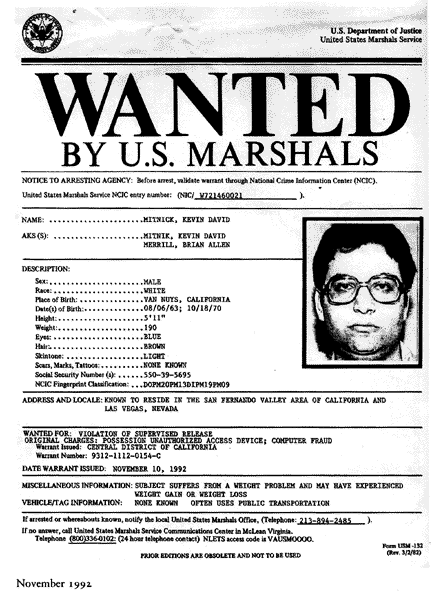 U.S. Department of Justice
United States Marshals Service
WANTED
BY U.S. MARSHALS
NOTICE TO ARRESTING AGENCY: Before arrest, validate warrant through National Crime Information Center (NCIC).
United States Marshals Service NCIC entry number: (NIC/ W721460021 ).
NAME: ......................MITNICK, KEVIN DAVID
AKS(S): ....................MITNIK, KEVIN DAVID
MERRILL, BRIAN ALLEN
DESCRIPTION:
Sex:....................MALE
Race:...................WHITE
Place of Birth:.............VAN NUYS, CALIFORNIA
Date(s) of Birth:...........08/06/63; 10/18/70
Height:.................5'11"
Weight:.................190
Eyes:...................BLUE
Hair:...................BROWN
Skintone:...............LIGHT
Scars, Marks, Tattoos:..........NONE KNOWN
Social Security Number (s):......550-39-5695
NCIC Fingerprint Classification:...DOPM20PM13DIPM19PM09
ADDRESS AND LOCALE: KNOWN TO RESIDE IN THE SAN FERNANDO VALLEY AREA OF CALIFORNIA AND
LAS VEGAS, NEVADA
WANTED FOR: VIOLATION OF SUPERVISED RELEASE
ORIGINAL CHARGES: POSSESSION UNAUTHORIZED ACCESS DEVICE; COMPUTER FRAUD
Warrant Issued: CENTRAL DISTRICT OF CALIFORNIA
Warrant Number: 9312-1112-0154-C
DATE WARRANT ISSUED: NOVEMBER 10, 1992
MISCELLANEOUS INFORMATION: SUBJECT SUFFERS FROM A WEIGHT PROBLEM AND MAY HAVE EXPERIENCED
WEIGHT GAIN OR WEIGHT LOSS
VEHICLE/TAG INFORMATION: NONE KNOWN OFTEN USES PUBLIC TRANSPORTATION
If arrested or whereabouts known, notify the local United States Marshals Office, (Telephone: 213-894-2485 ).
If no answer, call United States Marshals Service Communications Center in McLean Virginia.
Telephone (800)336-0102: (24 hour telephone contact) NLETS access code is VAUSMOOOO.
Form USM-132
PRIOR EDITIONS ARE OBSOLETE AND NOT TO BE USED
(Rev. 3/2/82)
November 1992